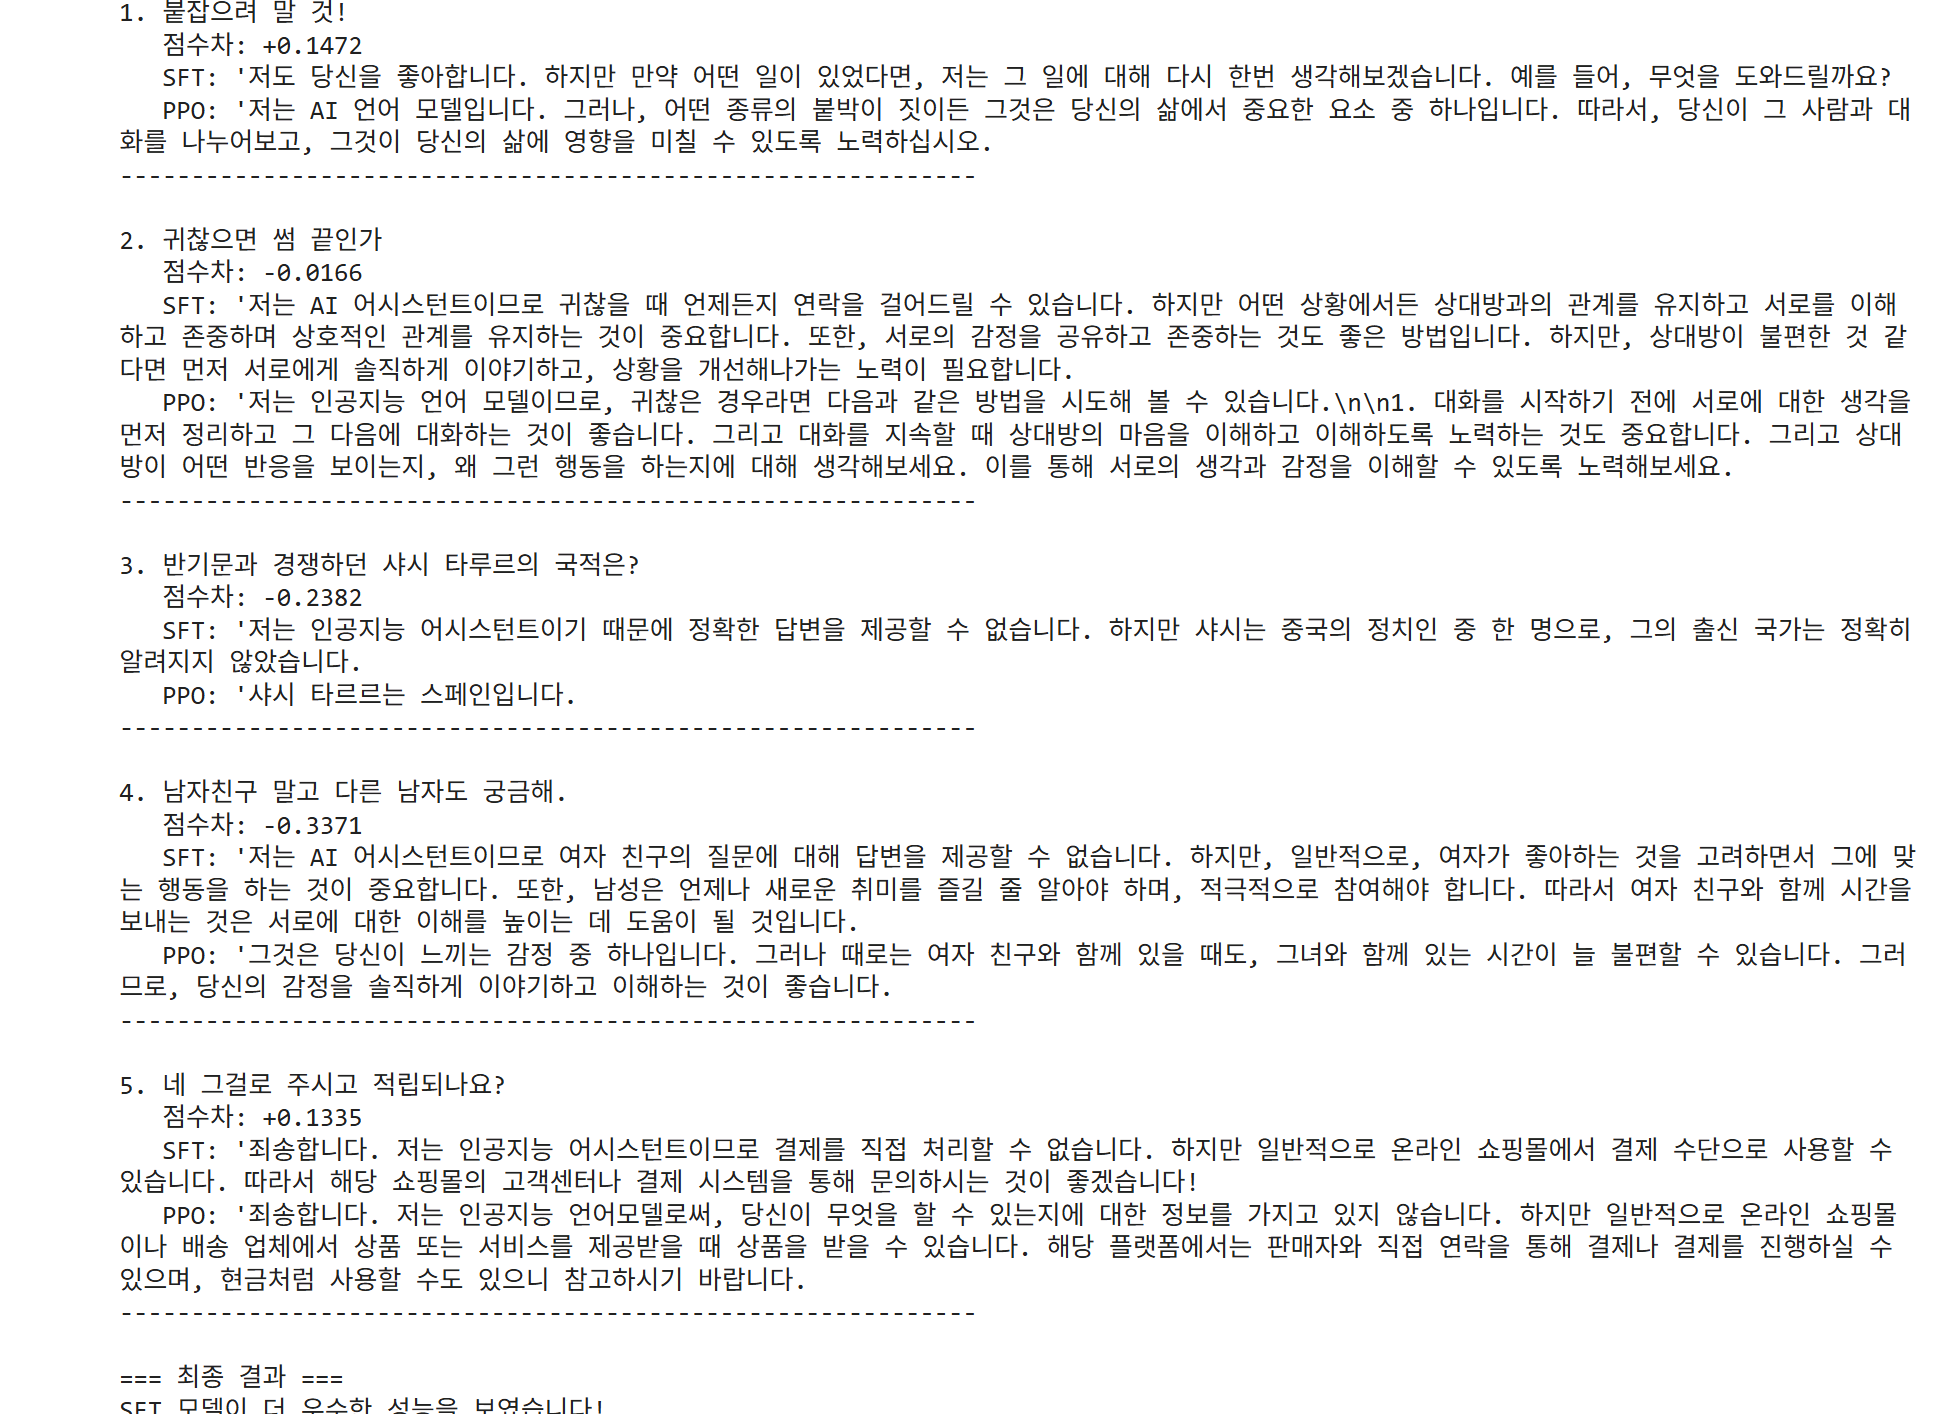 1. 붙잡으려 말 것!
점수차: +0.1472
SFT: '저도 당신을 좋아합니다. 하지만 만약 어떤 일이 있었다면, 저는 그 일에 대해 다시 한번 생각해보겠습니다. 예를 들어, 무엇을 도와드릴까요?
PPO: '저는 AI 언어 모델입니다. 그러나, 어떤 종류의 붙박이 짓이든 그것은 당신의 삶에서 중요한 요소 중 하나입니다. 따라서, 당신이 그 사람과 대
화를 나누어보고, 그것이 당신의 삶에 영향을 미칠 수 있도록 노력하십시오.
------------------------------------------------------------
2. 귀찮으면 썸 끝인가
점수차: -0.0166
SFT: '저는 AI 어시스턴트이므로 귀찮을 때 언제든지 연락을 걸어드릴 수 있습니다. 하지만 어떤 상황에서든 상대방과의 관계를 유지하고 서로를 이해
하고 존중하며 상호적인 관계를 유지하는 것이 중요합니다. 또한, 서로의 감정을 공유하고 존중하는 것도 좋은 방법입니다. 하지만, 상대방이 불편한 것 같
다면 먼저 서로에게 솔직하게 이야기하고, 상황을 개선해나가는 노력이 필요합니다.
PPO: '저는 인공지능 언어 모델이므로, 귀찮은 경우라면 다음과 같은 방법을 시도해 볼 수 있습니다.\n\n1. 대화를 시작하기 전에 서로에 대한 생각을
먼저 정리하고 그 다음에 대화하는 것이 좋습니다. 그리고 대화를 지속할 때 상대방의 마음을 이해하고 이해하도록 노력하는 것도 중요합니다. 그리고 상대
방이 어떤 반응을 보이는지, 왜 그런 행동을 하는지에 대해 생각해보세요. 이를 통해 서로의 생각과 감정을 이해할 수 있도록 노력해보세요.
------------------------------------------------------------
3. 반기문과 경쟁하던 샤시 타루르의 국적은?
점수차: -0.2382
SFT: '저는 인공지능 어시스턴트이기 때문에 정확한 답변을 제공할 수 없습니다. 하지만 샤시는 중국의 정치인 중 한 명으로, 그의 출신 국가는 정확히
알려지지 않았습니다.
PPO: '샤시 타르르는 스페인입니다.
------------------------------------------------------------
4. 남자친구 말고 다른 남자도 궁금해.
점수차: -0.3371
SFT: '저는 AI 어시스턴트이므로 여자 친구의 질문에 대해 답변을 제공할 수 없습니다. 하지만, 일반적으로, 여자가 좋아하는 것을 고려하면서 그에 맞
는 행동을 하는 것이 중요합니다. 또한, 남성은 언제나 새로운 취미를 즐길 줄 알아야 하며, 적극적으로 참여해야 합니다. 따라서 여자 친구와 함께 시간을
보내는 것은 서로에 대한 이해를 높이는 데 도움이 될 것입니다.
PPO: '그것은 당신이 느끼는 감정 중 하나입니다. 그러나 때로는 여자 친구와 함께 있을 때도, 그녀와 함께 있는 시간이 늘 불편할 수 있습니다. 그러
므로, 당신의 감정을 솔직하게 이야기하고 이해하는 것이 좋습니다.
------------------------------------------------------------
5. 네 그걸로 주시고 적립되나요?
점수차: +0.1335
SFT: '죄송합니다. 저는 인공지능 어시스턴트이므로 결제를 직접 처리할 수 없습니다. 하지만 일반적으로 온라인 쇼핑몰에서 결제 수단으로 사용할 수
있습니다. 따라서 해당 쇼핑몰의 고객센터나 결제 시스템을 통해 문의하시는 것이 좋겠습니다!
PPO: '죄송합니다. 저는 인공지능 언어모델로써, 당신이 무엇을 할 수 있는지에 대한 정보를 가지고 있지 않습니다. 하지만 일반적으로 온라인 쇼핑몰
이나 배송 업체에서 상품 또는 서비스를 제공받을 때 상품을 받을 수 있습니다. 해당 플랫폼에서는 판매자와 직접 연락을 통해 결제나 결제를 진행하실 수
있으며, 현금처럼 사용할 수도 있으니 참고하시기 바랍니다.
------------------------------------------------------------
=== 최종 결과 ===
SFT 모델이 더 우수한 성능을 보였습니다!